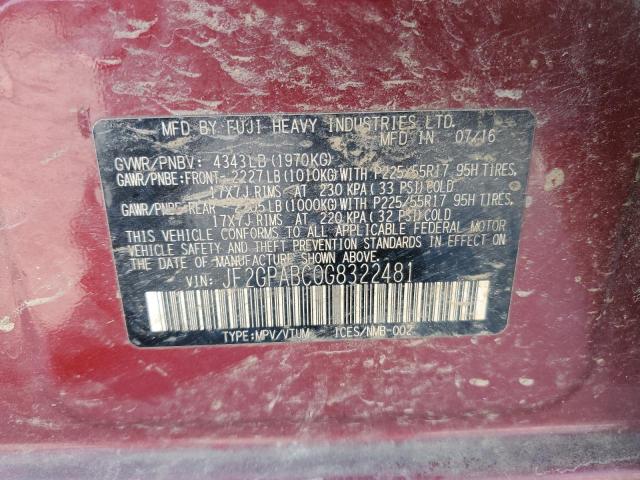 MFD BY FUJI HEAVY INDUSTRIES LTD.
MFD IN 07/16
GVWR/PNBV: 4343LB(1970KG)
GAWR/PNBE:FRONT-2227LB(1010KG)WITH P225/55R17 95H TIRES,
17X7J RIMS AT 230 KPA(33 PSI)COLD
GAWR/PNBE:REAR 5LB(1000KG)WITH P225/55R17 95H TIRES,
17X7J RIMS AT 220 KPA(32 PSI)COLD
THIS VEHICLE CONFORMS TO ALL APPLICABLE FEDERAL MOTOR
VEHICLE SAFETY AND THEFT PREVENTION STANDARDS IN EFFECT
ON THE DATE OF MANUFACTURE SHOWN ABOVE.
VIN: JF2GPABC0G8322481
TYPE:MPV/VTUM ICES/NMB-002